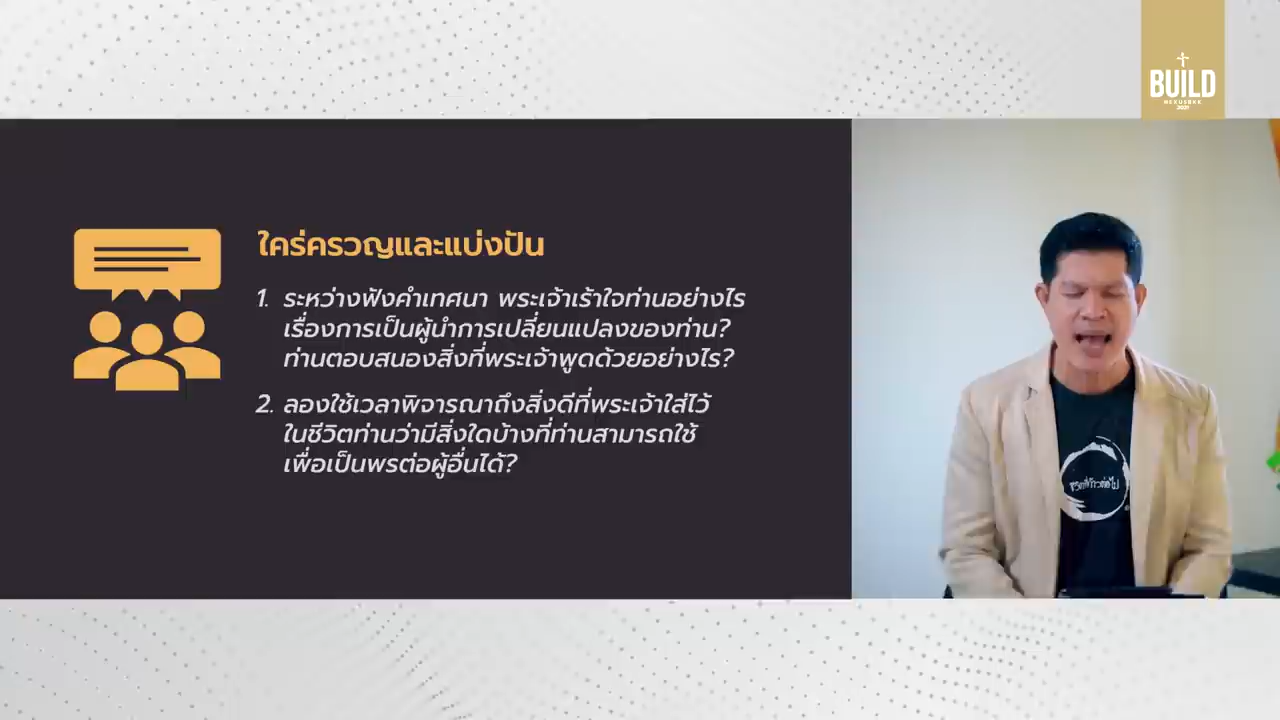 BUILD
NEXUSBKK
2021
ใคร่ครวญและแบ่งปัน
1. ระหว่างฟังคำเทศนา พระเจ้าเร้าใจท่านอย่างไร
เรื่องการเป็นผู้นำการเปลี่ยนแปลงของท่าน?
ท่านตอบสนองสิ่งที่พระเจ้าพูดด้วยอย่างไร?
2. ลองใช้เวลาพิจารณาถึงสิ่งดีที่พระเจ้าใส่ไว้
ในชีวิตท่านว่ามีสิ่งใดบ้างที่ท่านสามารถใช้
เพื่อเป็นพรต่อผู้อื่นได้?